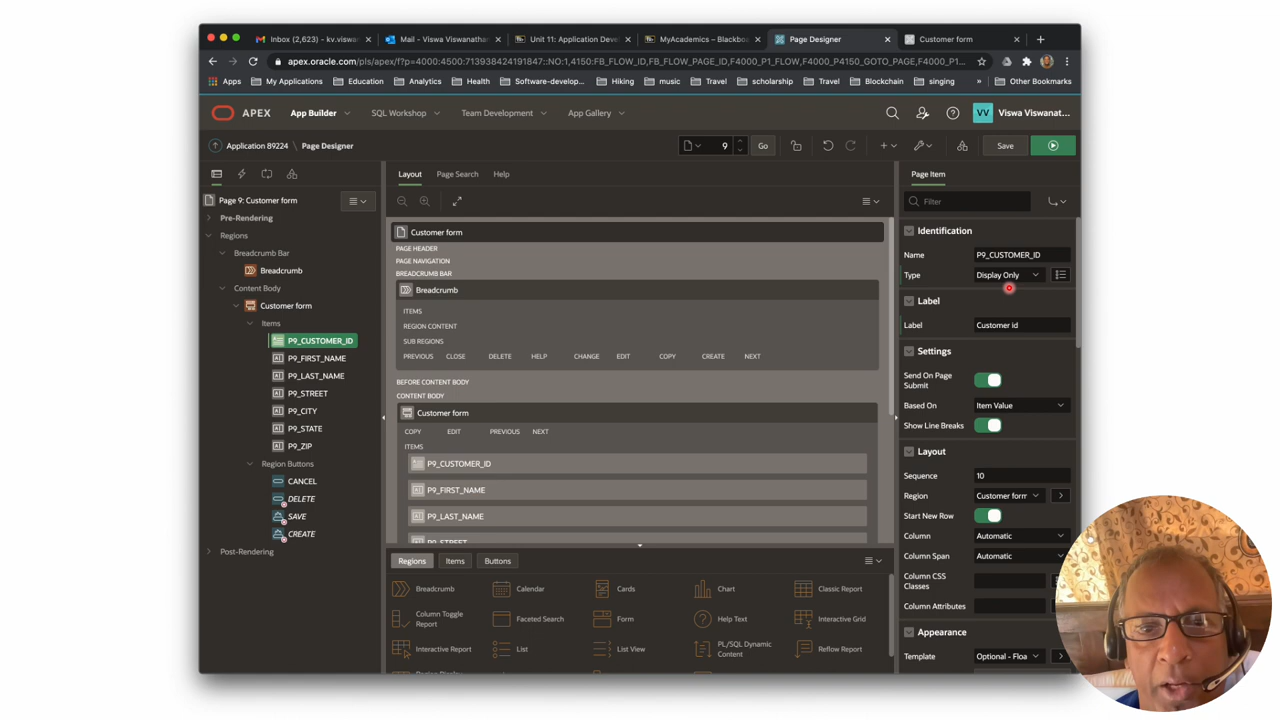 Inbox (2,623) – kv.viswa
Mail - Viswa Viswanathan
Unit 11: Application Deve
MyAcademics – Blackboa
Page Designer
Customer form
apex.oracle.com/pls/apex/f?p=4000:4500:713938424191847::NO:1,4150:FB_FLOW_ID,FB_FLOW_PAGE_ID,F4000_P1_FLOW,F4000_P4150_GOTO_PAGE,F4000_P1...
Apps My Applications Education Analytics Health Software-develop... Hiking music Travel scholarship Travel Blockchain singing » Other Bookmarks
APEX App Builder SQL Workshop Team Development App Gallery VV Viswa Viswanat...
Application 89224 Page Designer 9 Go Save
Layout Page Search Help
Page Item
Page 9: Customer form
Pre-Rendering
Regions
Breadcrumb Bar
Breadcrumb
Content Body
Customer form
Items
P9_CUSTOMER_ID
P9_FIRST_NAME
P9_LAST_NAME
P9_STREET
P9_CITY
P9_STATE
P9_ZIP
Region Buttons
CANCEL
DELETE
SAVE
CREATE
Post-Rendering
Customer form
PAGE HEADER
PAGE NAVIGATION
BREADCRUMB BAR
Breadcrumb
ITEMS
REGION CONTENT
SUB REGIONS
PREVIOUS CLOSE DELETE HELP CHANGE EDIT COPY CREATE NEXT
BEFORE CONTENT BODY
CONTENT BODY
Customer form
COPY EDIT PREVIOUS NEXT
ITEMS
P9_CUSTOMER_ID
P9_FIRST_NAME
P9_LAST_NAME
P9_STREET
Regions Items Buttons
Breadcrumb Calendar Cards Chart Classic Report
Column Toggle Report Faceted Search Form Help Text Interactive Grid
Interactive Report List List View PL/SQL Dynamic Content Reflow Report
Filter
Identification
Name P9_CUSTOMER_ID
Type Display Only
Label
Label Customer id
Settings
Send On Page Submit
Based On Item Value
Show Line Breaks
Layout
Sequence 10
Region Customer form
Start New Row
Column Automatic
Column Span Automatic
Column CSS Classes
Column Attributes
Appearance
Template Optional - Floa